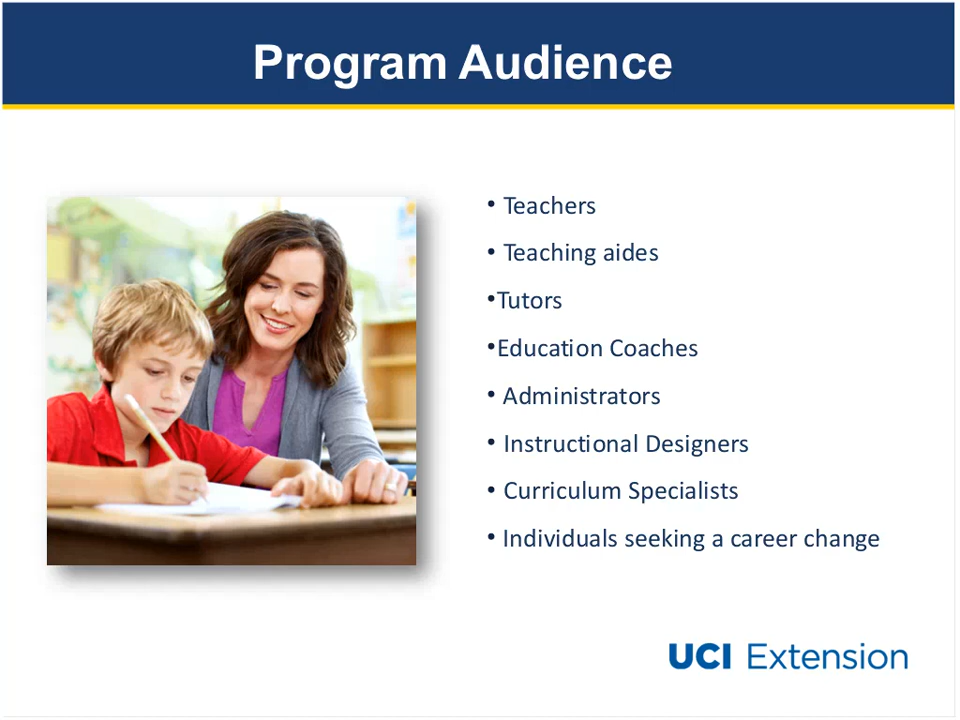 Program Audience
• Teachers
• Teaching aides
•Tutors
•Education Coaches
• Administrators
• Instructional Designers
• Curriculum Specialists
• Individuals seeking a career change
UCI Extension